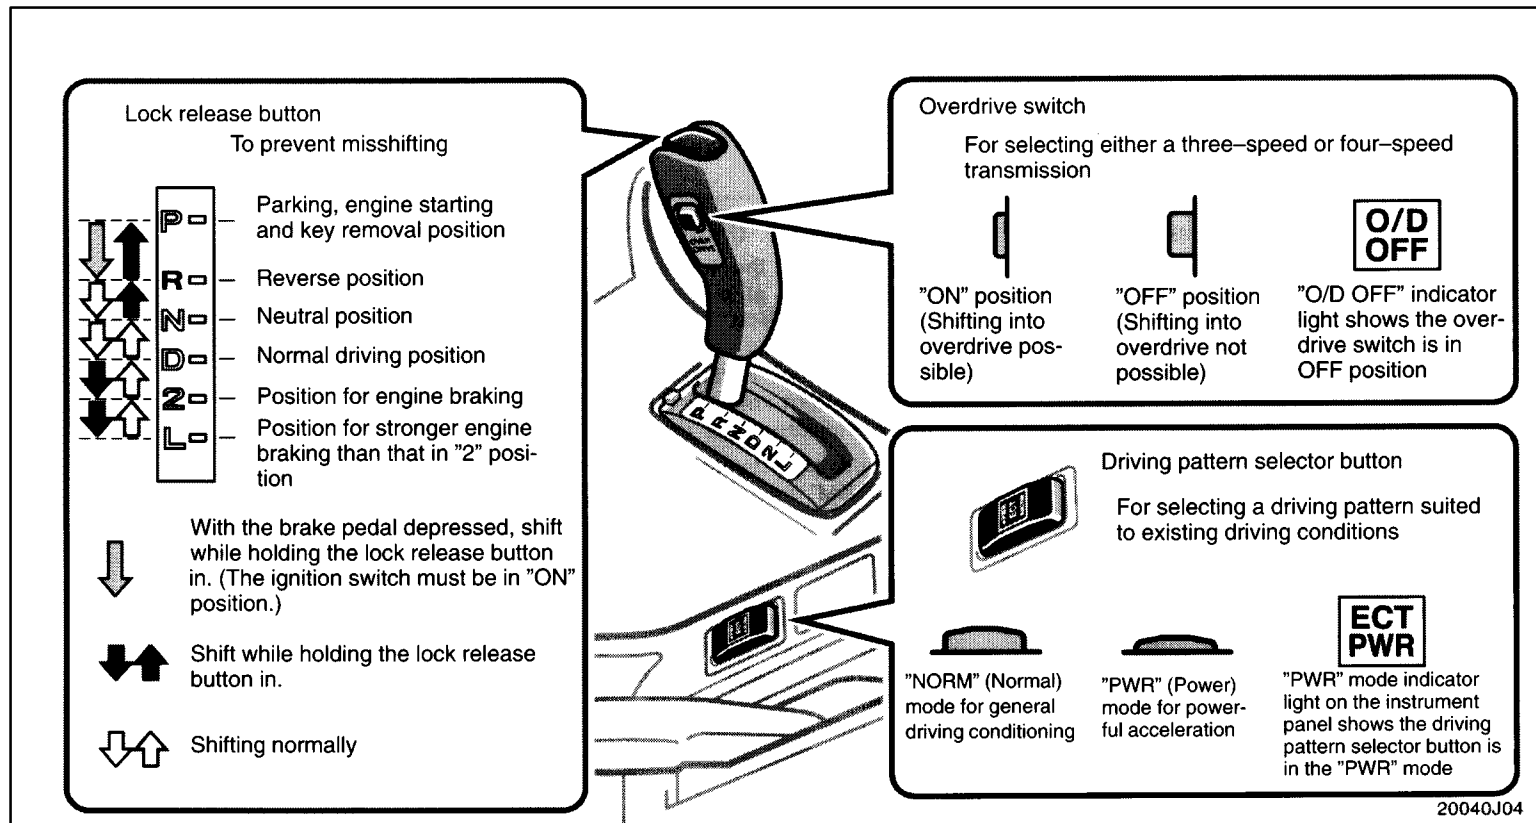 Lock release button
To prevent misshifting
P
Parking, engine starting
and key removal position
R
Reverse position
N
Neutral position
D
Normal driving position
2
Position for engine braking
L
Position for stronger engine
braking than that in ”2” posi-
tion
With the brake pedal depressed, shift
while holding the lock release button
in. (The ignition switch must be in ”ON”
position.)
Shift while holding the lock release
button in.
Shifting normally
P R N D 2 L
Overdrive switch
For selecting either a three–speed or four–speed
transmission
”ON” position
(Shifting into
overdrive pos-
sible)
”OFF” position
(Shifting into
overdrive not
possible)
O/D
OFF
”O/D OFF” indicator
light shows the over-
drive switch is in
OFF position
Driving pattern selector button
For selecting a driving pattern suited
to existing driving conditions
”NORM” (Normal)
mode for general
driving conditioning
”PWR” (Power)
mode for power-
ful acceleration
ECT
PWR
”PWR” mode indicator
light on the instrument
panel shows the driving
pattern selector button is
in the ”PWR” mode
20040J04